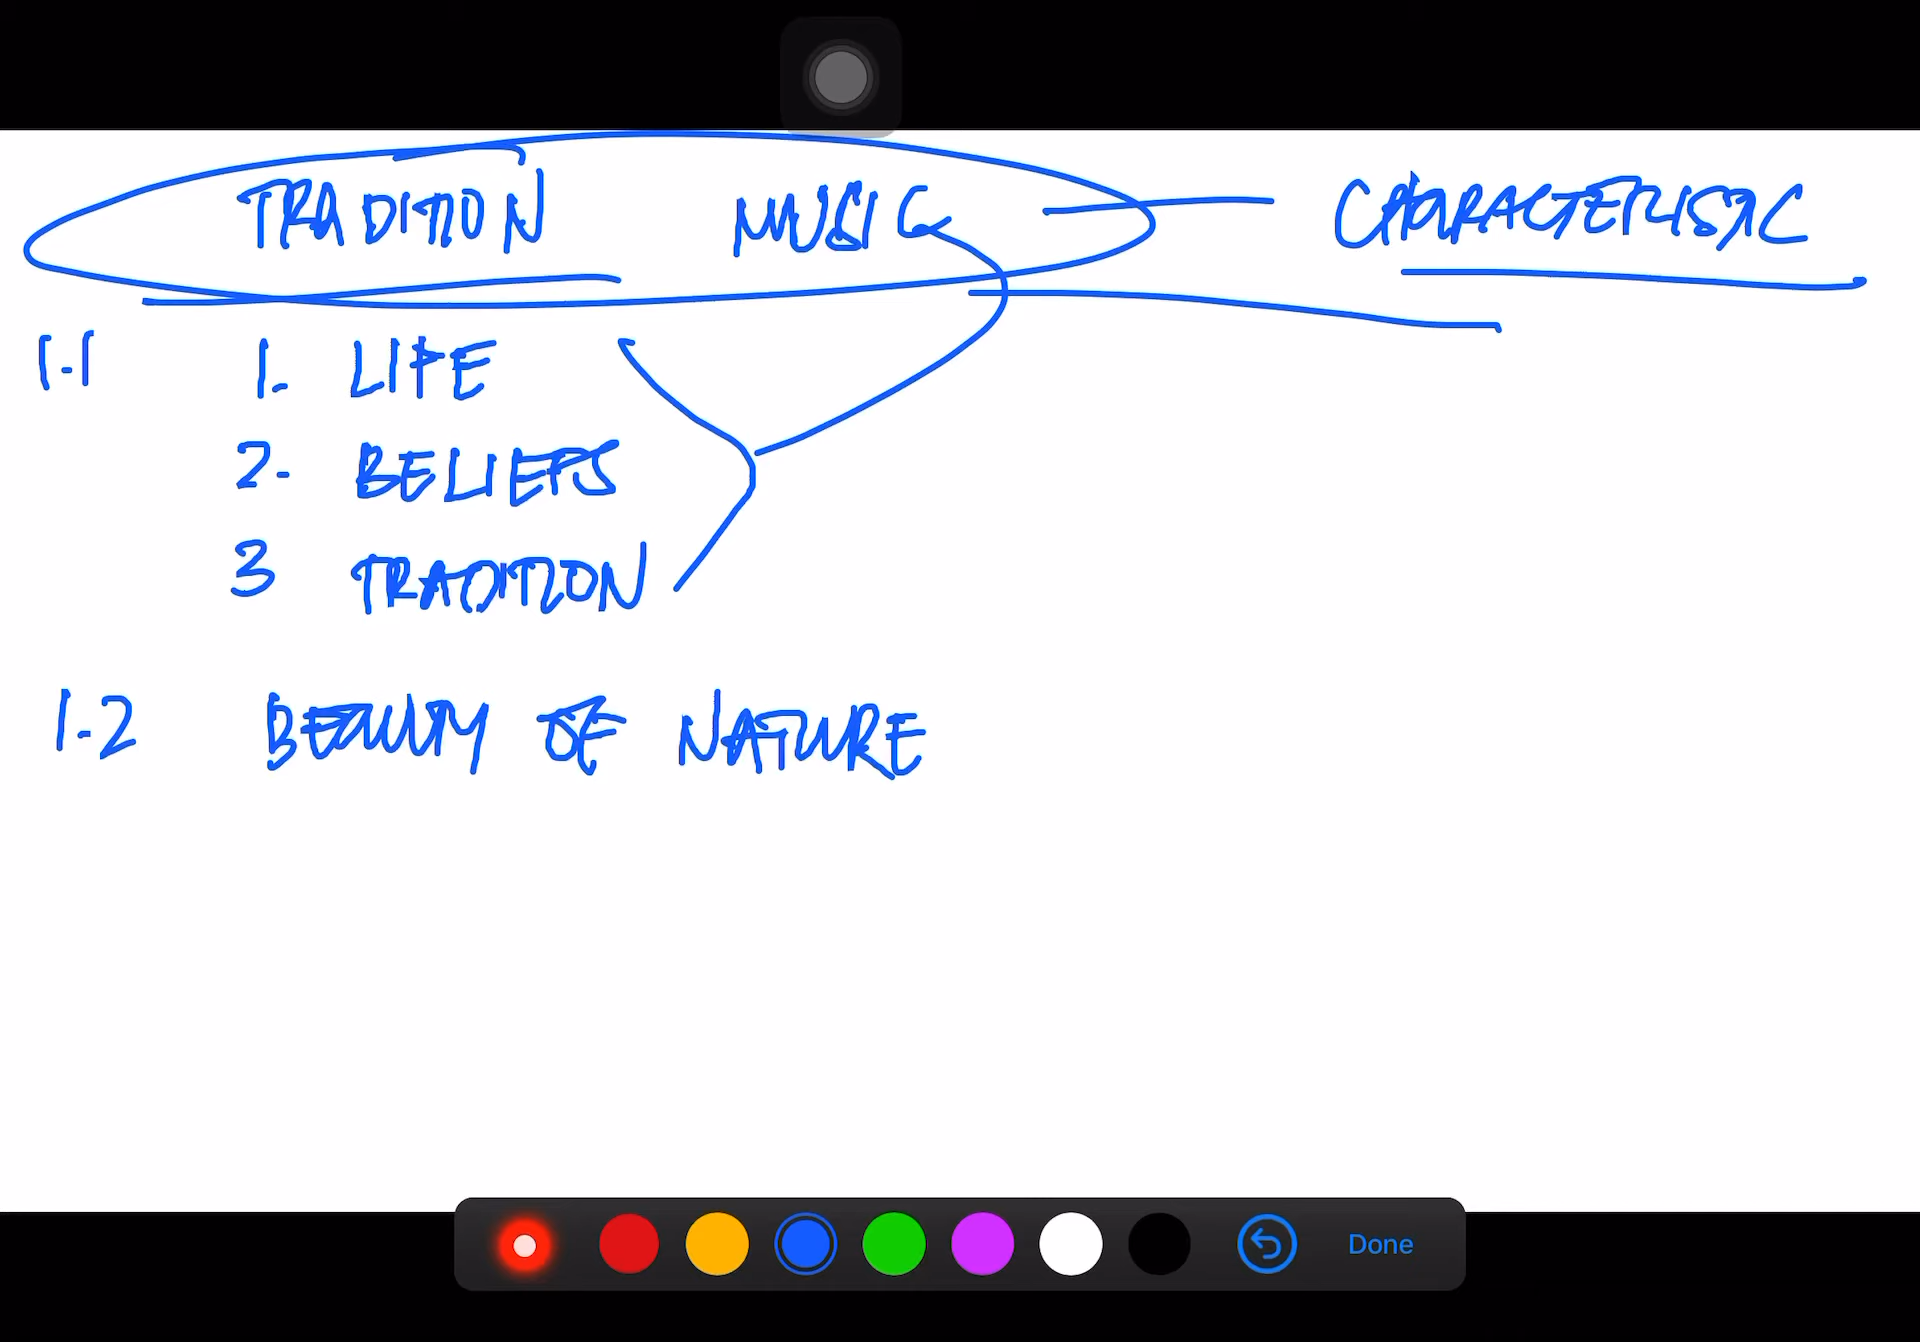 TRADITION MUSIC CHARACTERISTIC
1.1 1. LIFE
2. BELIEFS
3 TRADITION
1.2 BEAUTY OF NATURE
Done